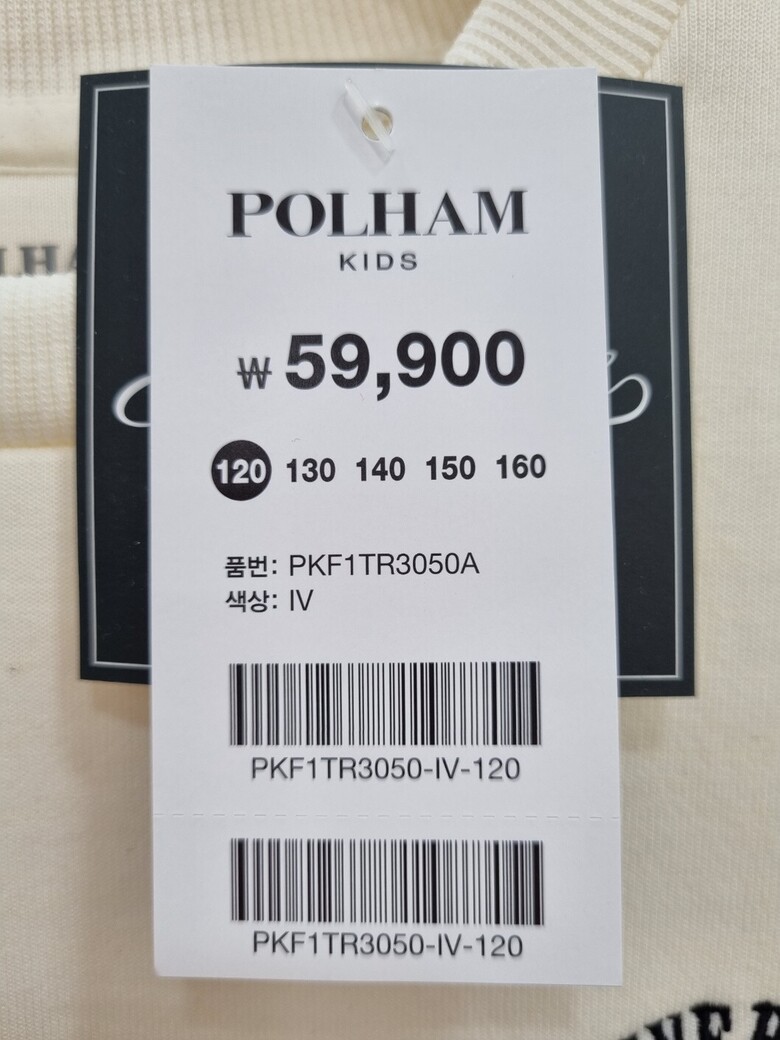 POLHAM
KIDS
₩ 59,900
120 130 140 150 160
품번: PKF1TR3050A
색상: IV
PKF1TR3050-IV-120
PKF1TR3050-IV-120